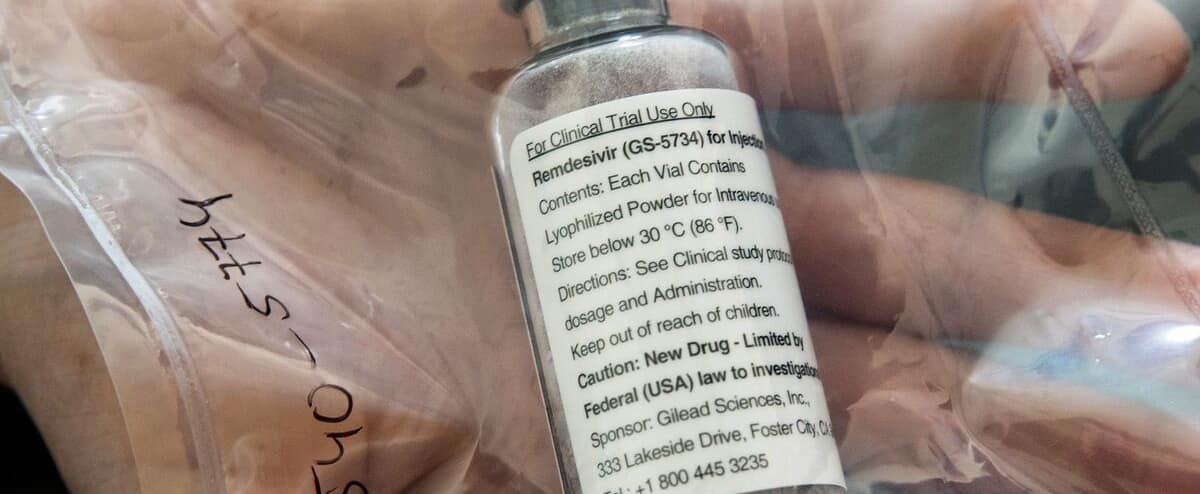 For Clinical Trial Use Only
Remdesivir (GS-5734) for Injection
Contents: Each Vial Contains
Lyophilized Powder for Intravenous
Store below 30 °C (86 °F).
Directions: See Clinical study
dosage and Administration.
Keep out of reach of children.
Caution: New Drug - Limited by
Federal (USA) law to
Sponsor: Gilead Sciences, Inc.,
333 Lakeside Drive, Foster City,
+1 800 445 3235